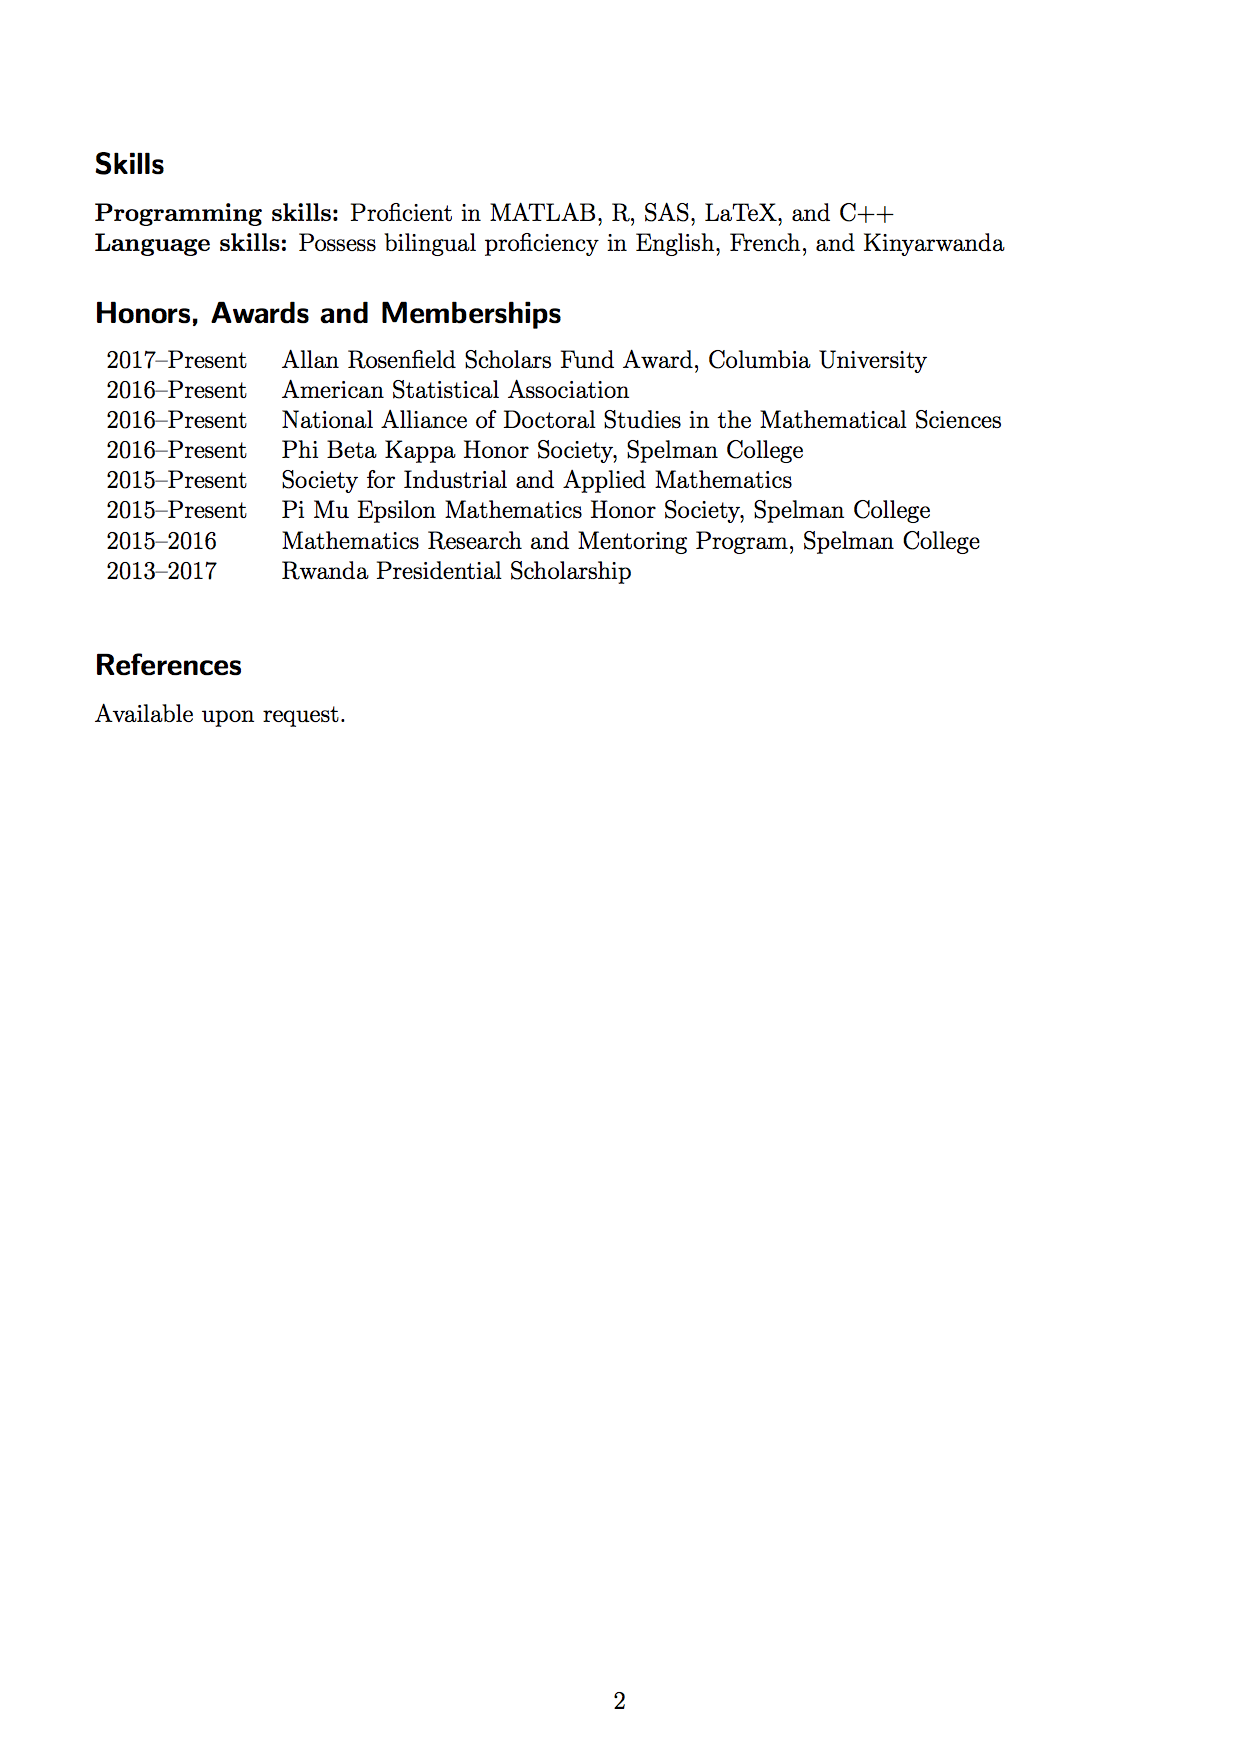 Skills
Programming skills: Proficient in MATLAB, R, SAS, LaTeX, and C++
Language skills: Possess bilingual proficiency in English, French, and Kinyarwanda
Honors, Awards and Memberships
2017–Present Allan Rosenfield Scholars Fund Award, Columbia University
2016–Present American Statistical Association
2016–Present National Alliance of Doctoral Studies in the Mathematical Sciences
2016–Present Phi Beta Kappa Honor Society, Spelman College
2015–Present Society for Industrial and Applied Mathematics
2015–Present Pi Mu Epsilon Mathematics Honor Society, Spelman College
2015–2016 Mathematics Research and Mentoring Program, Spelman College
2013–2017 Rwanda Presidential Scholarship
References
Available upon request.
2